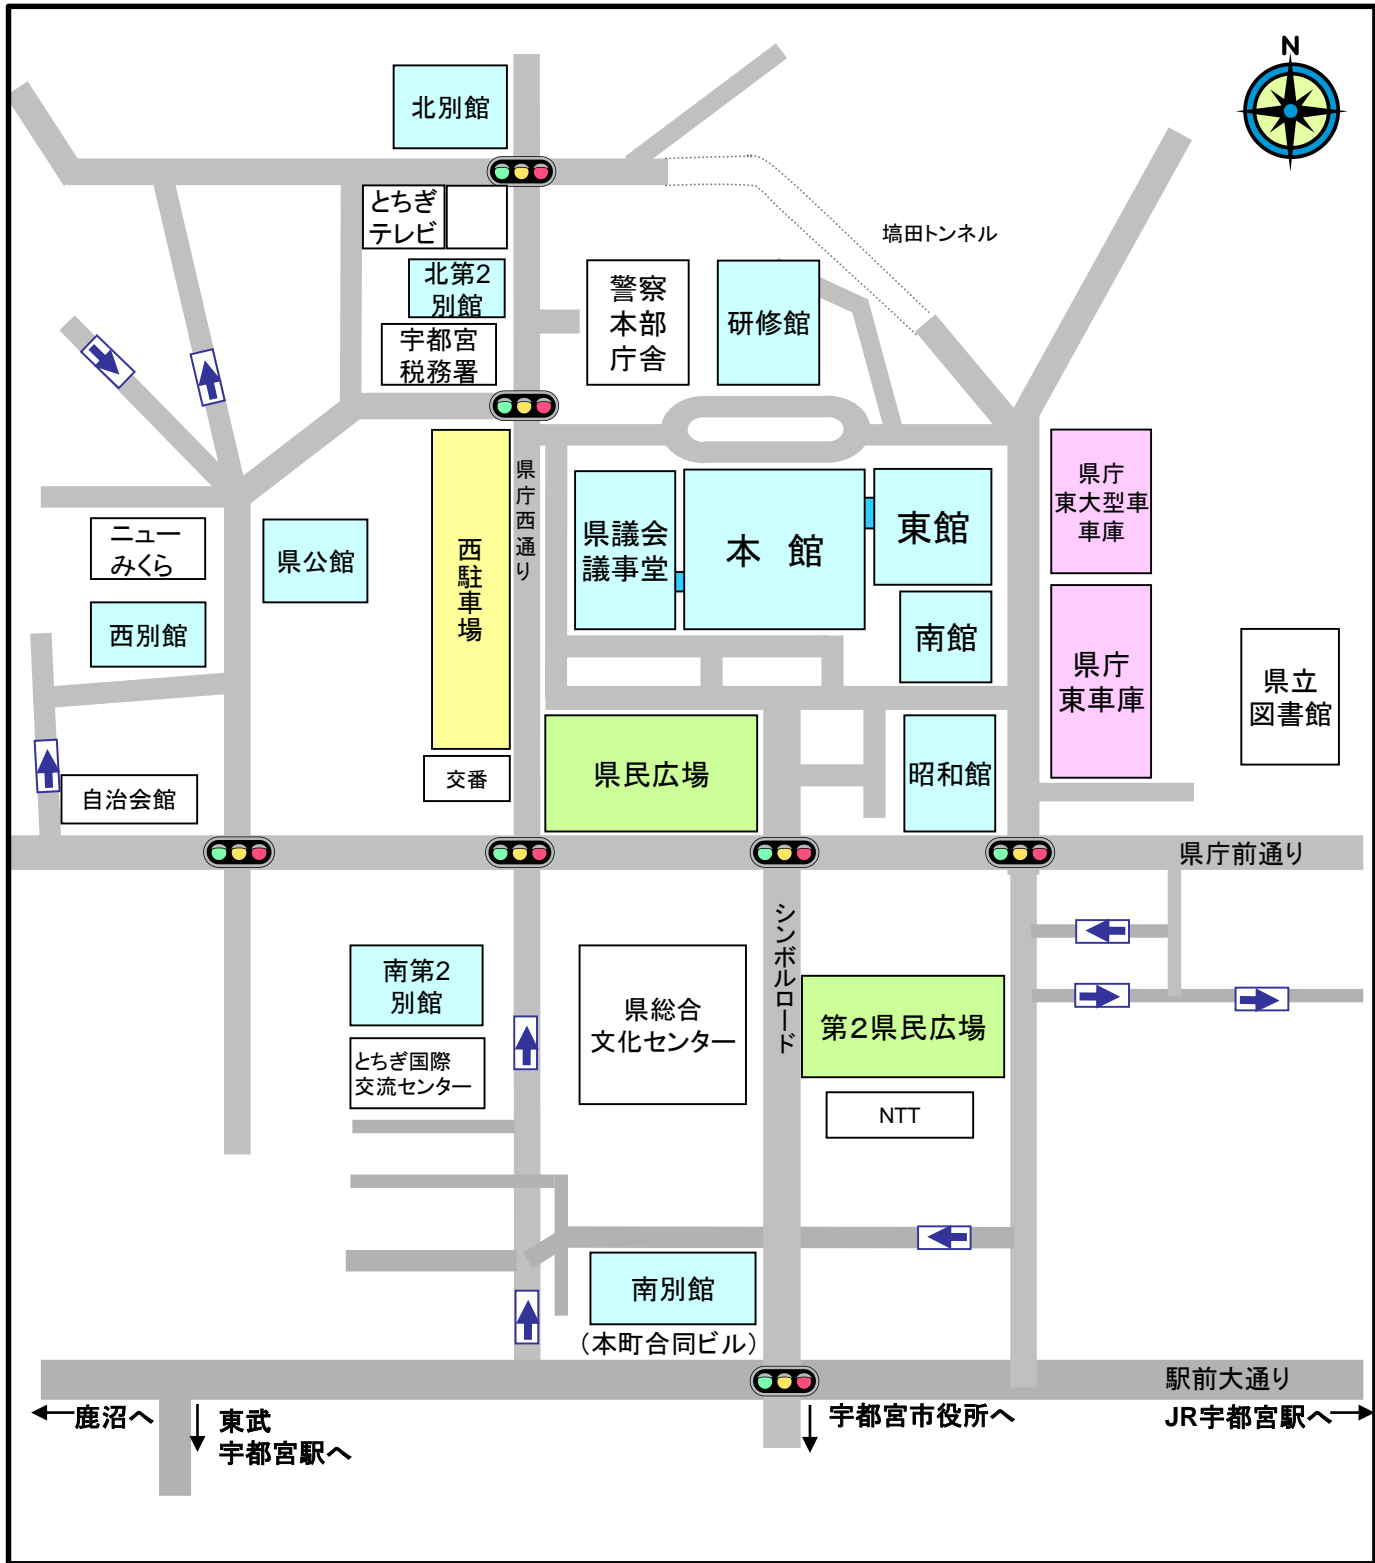 N
北別館
とちぎ
テレビ
塙田トンネル
北第2
別館
警察
本部
庁舎
研修館
宇都宮
税務署
県庁西通り
県庁
東大型車
車庫
ニュー
みくら
県公館
西駐車場
県議会
議事堂
本 館
東館
西別館
南館
県庁
東車庫
県立
図書館
自治会館
交番
県民広場
昭和館
県庁前通り
シンボルロード
南第2
別館
県総合
文化センター
第2県民広場
とちぎ国際
交流センター
NTT
南別館
(本町合同ビル)
駅前大通り
鹿沼へ
東武
宇都宮駅へ
宇都宮市役所へ
JR宇都宮駅へ